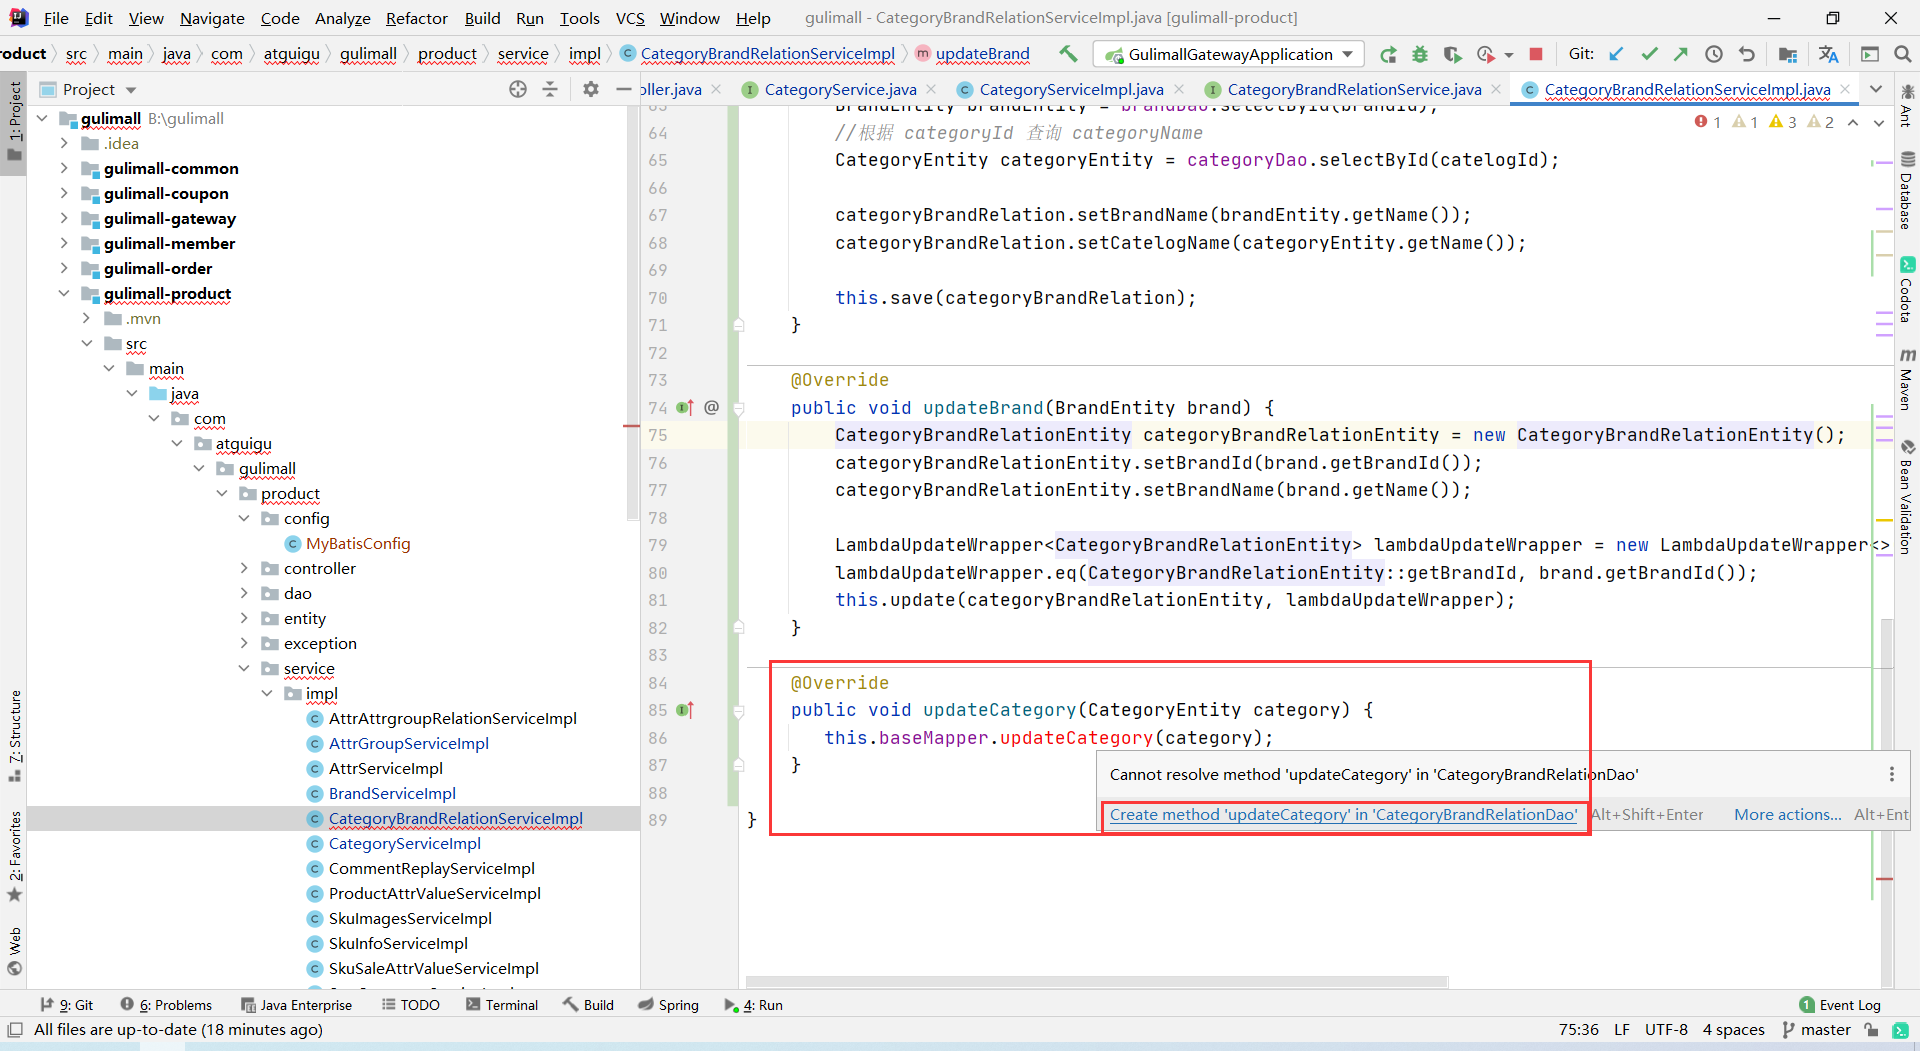 File Edit View Navigate Code Analyze Refactor Build Run Tools VCS Window Help gulimall - CategoryBrandRelationServiceImpl.java [gulimall-product]
roduct src main java com atguigu gulimall product service impl CategoryBrandRelationServiceImpl updateBrand GulimallGatewayApplication Git:
Project
oller.java CategoryService.java CategoryServiceImpl.java CategoryBrandRelationService.java CategoryBrandRelationServiceImpl.java
1: Project
7: Structure
2: Favorites
Web
gulimall B:\gulimall
.idea
gulimall-common
gulimall-coupon
gulimall-gateway
gulimall-member
gulimall-order
gulimall-product
.mvn
src
main
java
com
atguigu
gulimall
product
config
MyBatisConfig
controller
dao
entity
exception
service
impl
AttrAttrgroupRelationServiceImpl
AttrGroupServiceImpl
AttrServiceImpl
BrandServiceImpl
CategoryBrandRelationServiceImpl
CategoryServiceImpl
CommentReplayServiceImpl
ProductAttrValueServiceImpl
SkuImagesServiceImpl
SkuInfoServiceImpl
SkuSaleAttrValueServiceImpl
1 1 3 2
63 BrandEntity brandEntity = brandDao.selectById(brandId);
64 //根据 categoryId 查询 categoryName
65 CategoryEntity categoryEntity = categoryDao.selectById(catelogId);
66
67 categoryBrandRelation.setBrandName(brandEntity.getName());
68 categoryBrandRelation.setCatelogName(categoryEntity.getName());
69
70 this.save(categoryBrandRelation);
71 }
72
73 @Override
74 @ public void updateBrand(BrandEntity brand) {
75 CategoryBrandRelationEntity categoryBrandRelationEntity = new CategoryBrandRelationEntity();
76 categoryBrandRelationEntity.setBrandId(brand.getBrandId());
77 categoryBrandRelationEntity.setBrandName(brand.getName());
78
79 LambdaUpdateWrapper<CategoryBrandRelationEntity> lambdaUpdateWrapper = new LambdaUpdateWrapper<>
80 lambdaUpdateWrapper.eq(CategoryBrandRelationEntity::getBrandId, brand.getBrandId());
81 this.update(categoryBrandRelationEntity, lambdaUpdateWrapper);
82 }
83
84 @Override
85 public void updateCategory(CategoryEntity category) {
86 this.baseMapper.updateCategory(category);
87 }
88
89 }
Cannot resolve method 'updateCategory' in 'CategoryBrandRelationDao'
Create method 'updateCategory' in 'CategoryBrandRelationDao' Alt+Shift+Enter More actions... Alt+Ent
Ant
Database
Codota
Maven
Bean Validation
9: Git 6: Problems Java Enterprise TODO Terminal Build Spring 4: Run 1 Event Log
All files are up-to-date (18 minutes ago) 75:36 LF UTF-8 4 spaces master